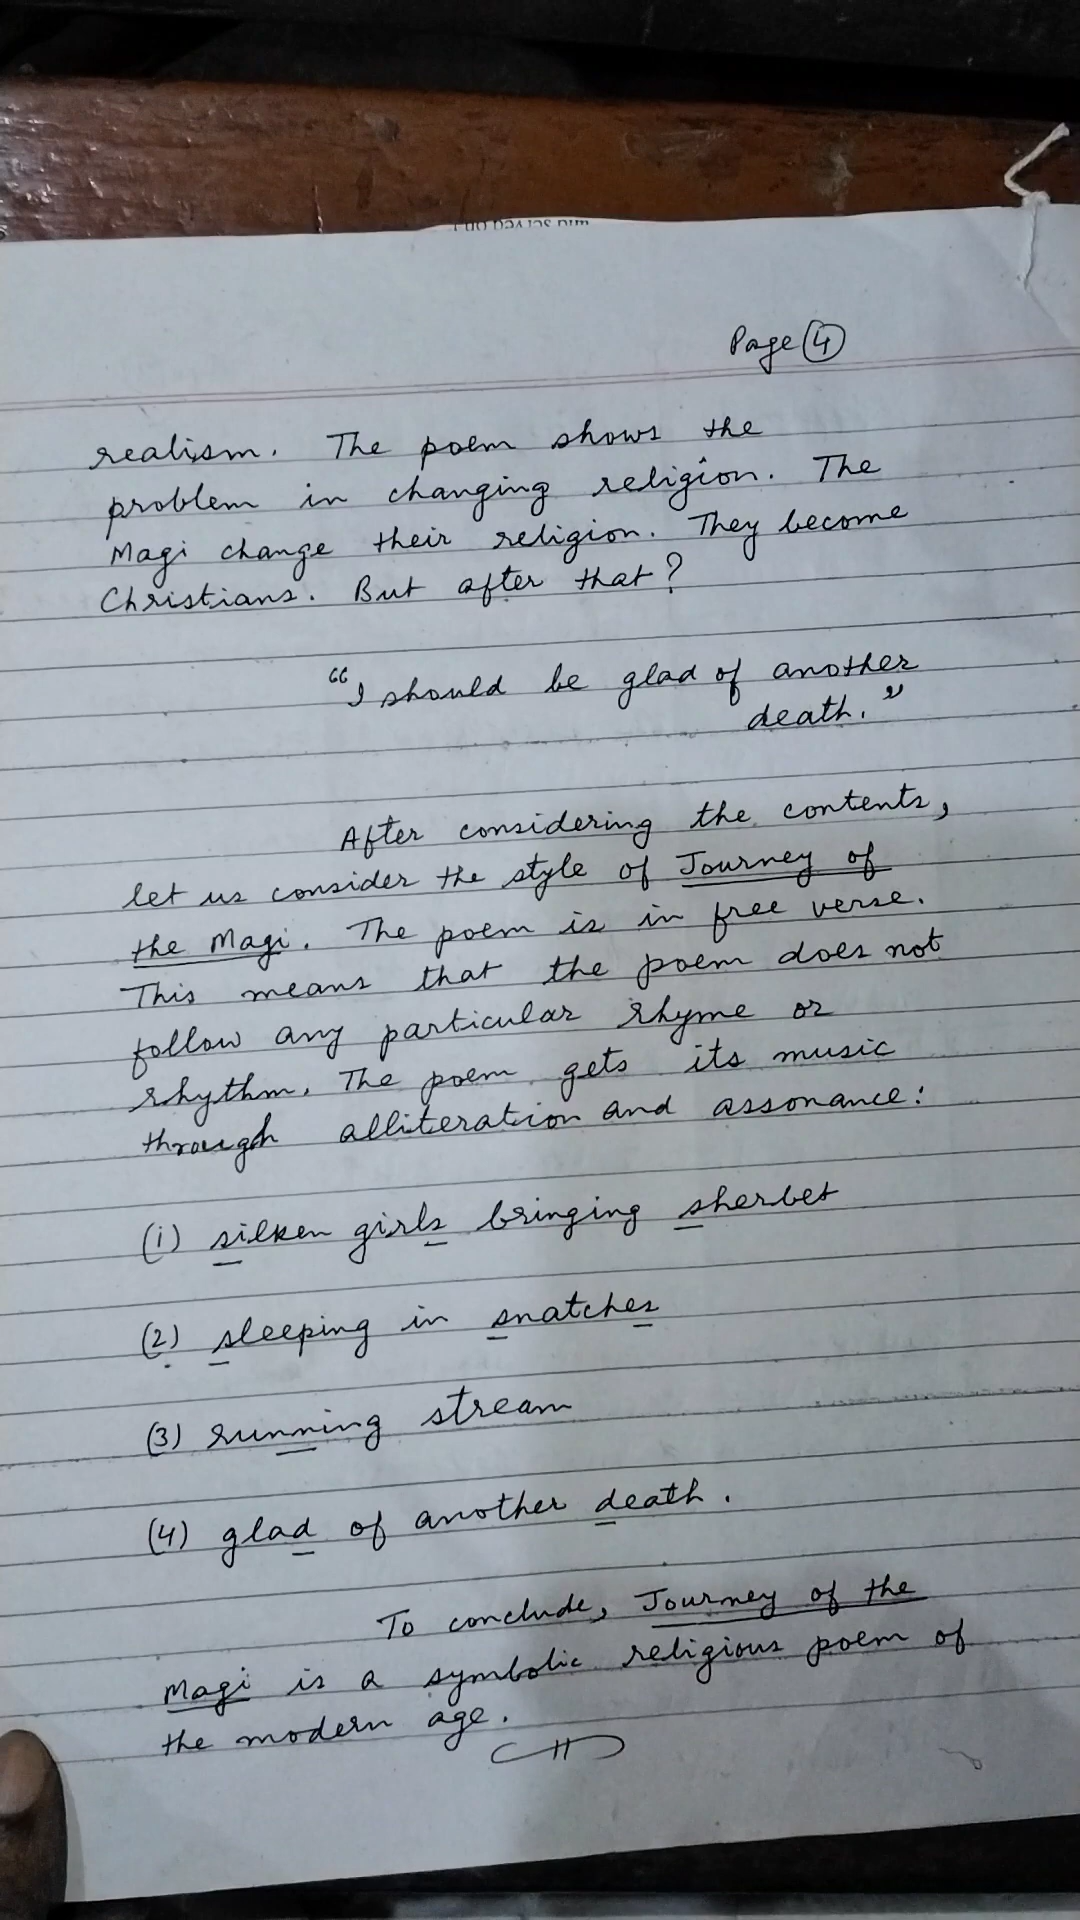 Page 4
realism. The poem shows the
problem in changing religion. The
Magi change their religion. They become
Christians. But after that?
"I should be glad of another
death."
After considering the contents,
let us consider the style of Journey of
the Magi. The poem is in free verse.
This means that the poem does not
follow any particular rhyme or
rhythm. The poem gets its music
through alliteration and assonance:
(i) silken girls bringing sherbet
(2) sleeping in snatches
(3) running stream
(4) glad of another death.
To conclude, Journey of the
Magi is a symbolic religious poem of
the modern age.